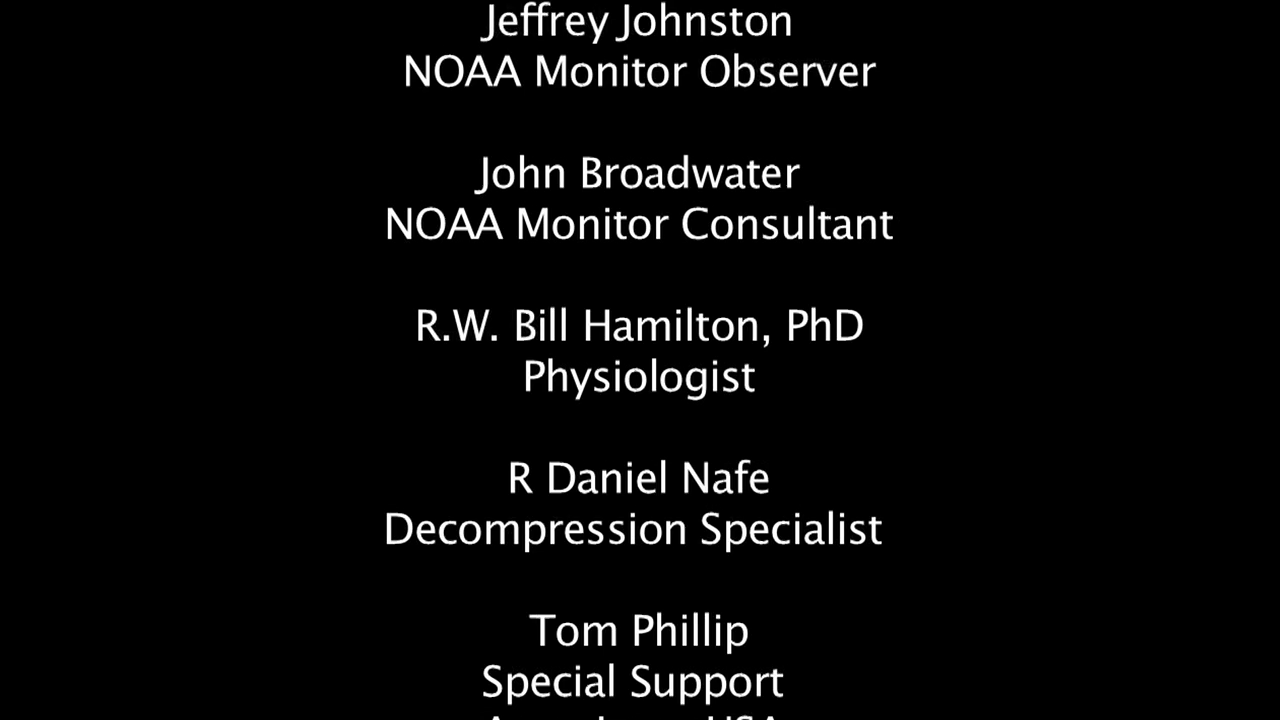 Jeffrey Johnston
NOAA Monitor Observer
John Broadwater
NOAA Monitor Consultant
R.W. Bill Hamilton, PhD
Physiologist
R Daniel Nafe
Decompression Specialist
Tom Phillip
Special Support
USA